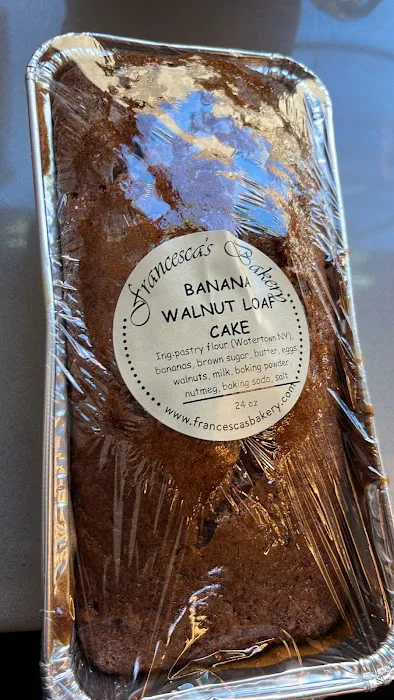 Francesca's Bakery
BANANA
WALNUT LOAF
CAKE
Ing:pastry flour (Watertown NY),
bananas, brown sugar, butter, eggs
walnuts, milk, baking powder
nutmeg, baking soda, salt
24 oz
www.francescasbakery.com